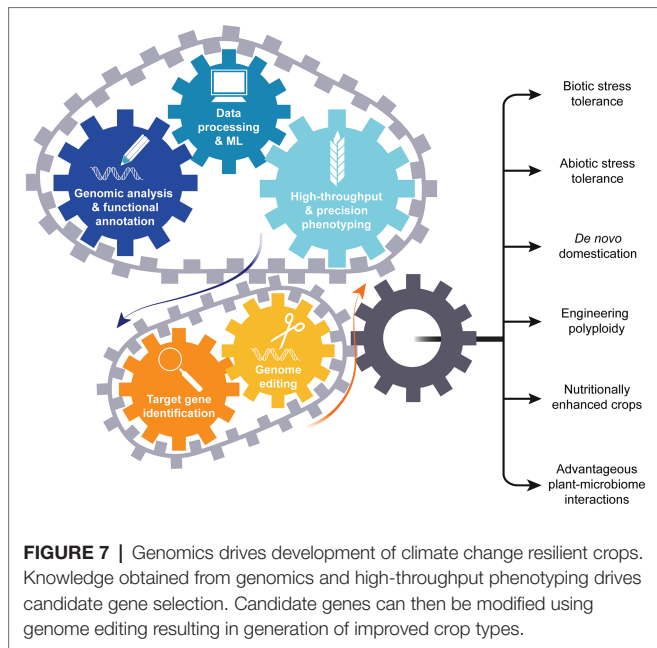 Data
processing
& ML
Genomic analysis
& functional
annotation
High-throughput
& precision
phenotyping
Genome
editing
Target gene
identification
Biotic stress
tolerance
Abiotic stress
tolerance
De novo
domestication
Engineering
polyploidy
Nutritionally
enhanced crops
Advantageous
plant-microbiome
interactions
FIGURE 7 | Genomics drives development of climate change resilient crops.
Knowledge obtained from genomics and high-throughput phenotyping drives
candidate gene selection. Candidate genes can then be modified using
genome editing resulting in generation of improved crop types.